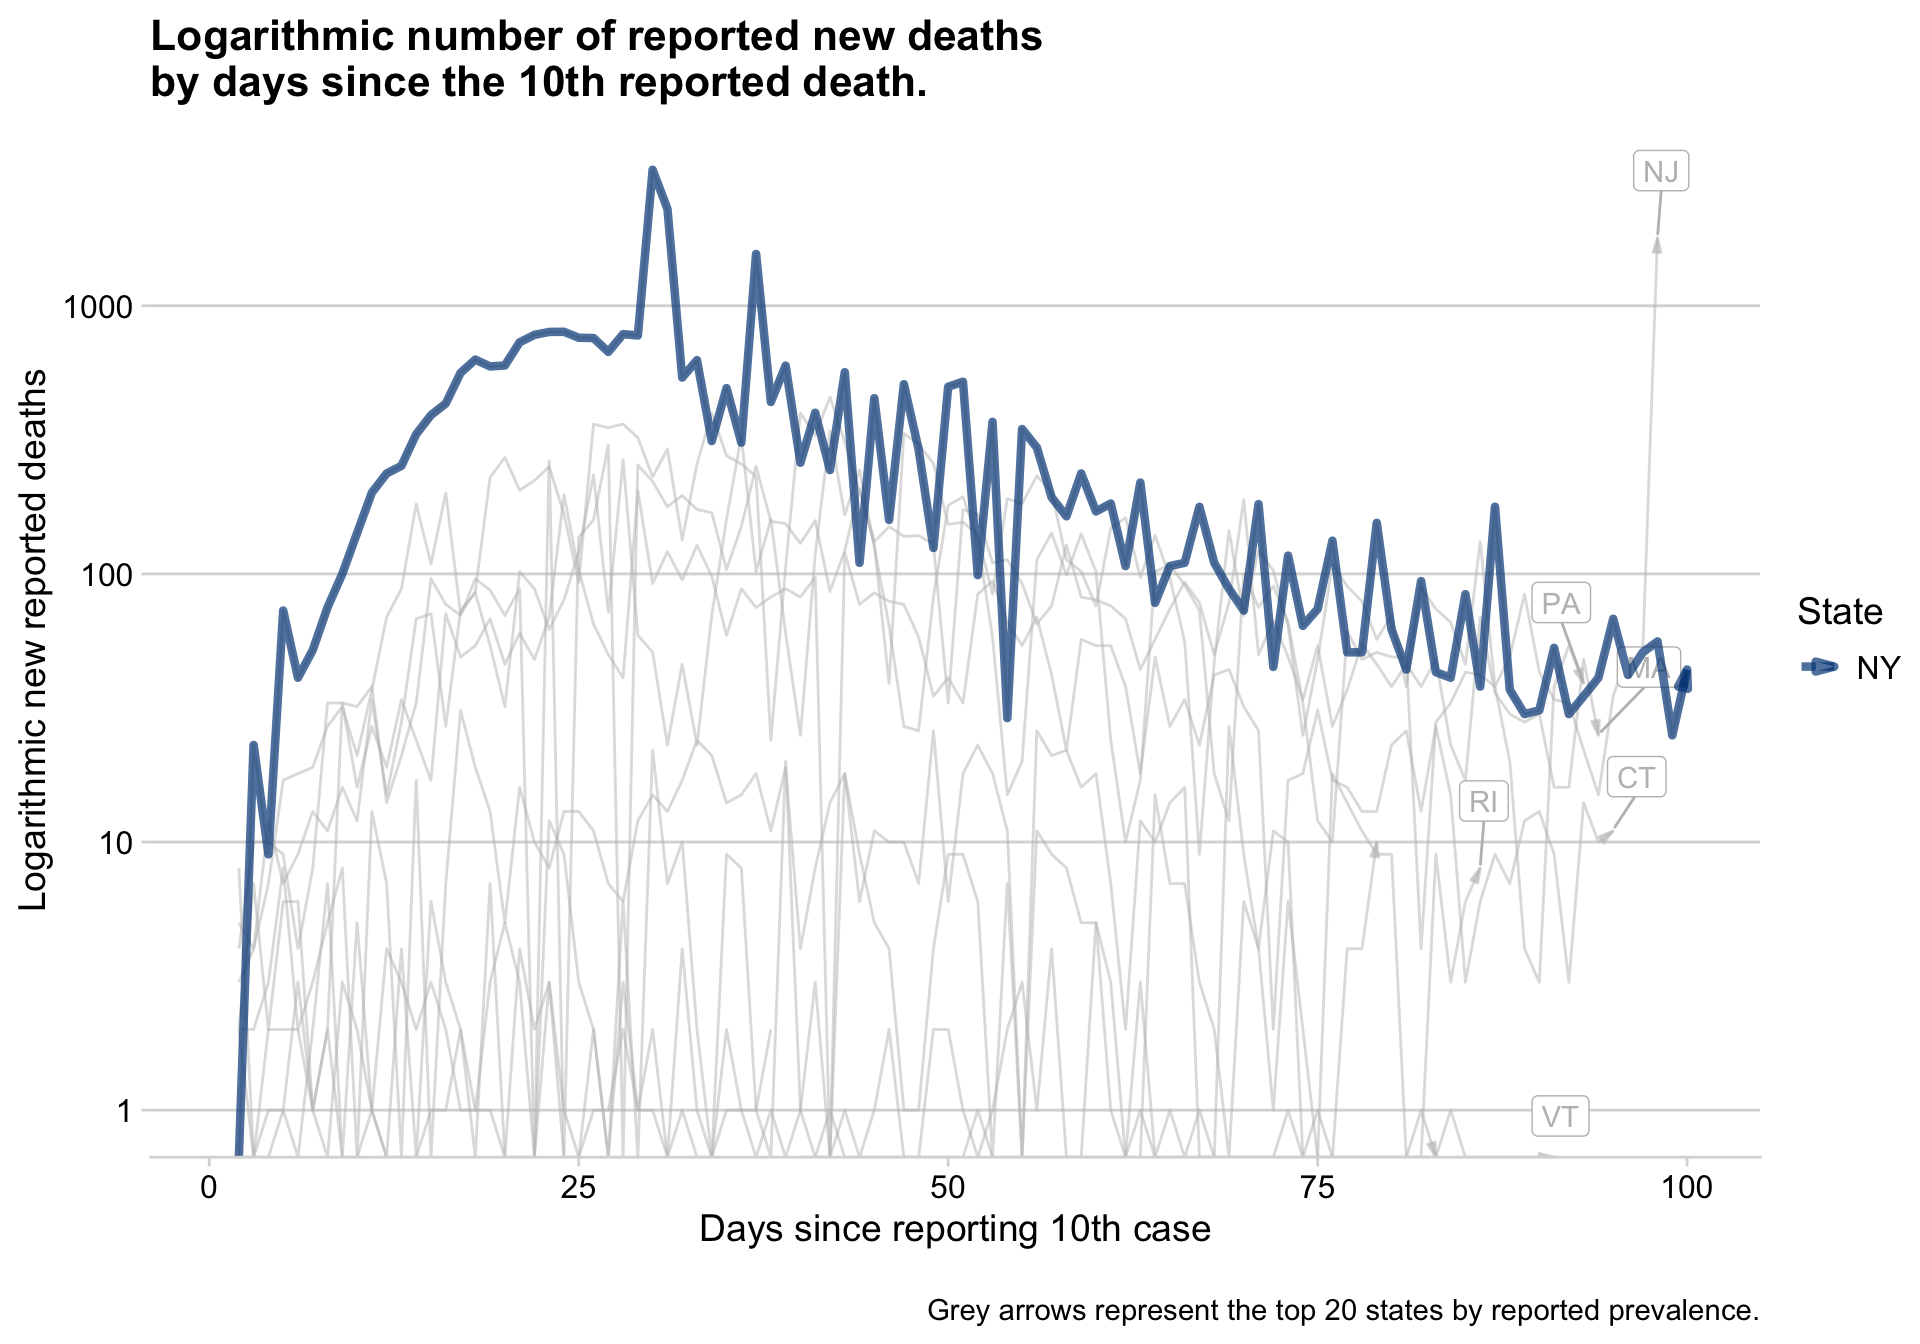 Logarithmic number of reported new deaths
by days since the 10th reported death.
NJ
1000
PA
100
MA
State
NY
CT
RI
10
VT
1
Logarithmic new reported deaths
0 25 50 75 100
Days since reporting 10th case
Grey arrows represent the top 20 states by reported prevalence.